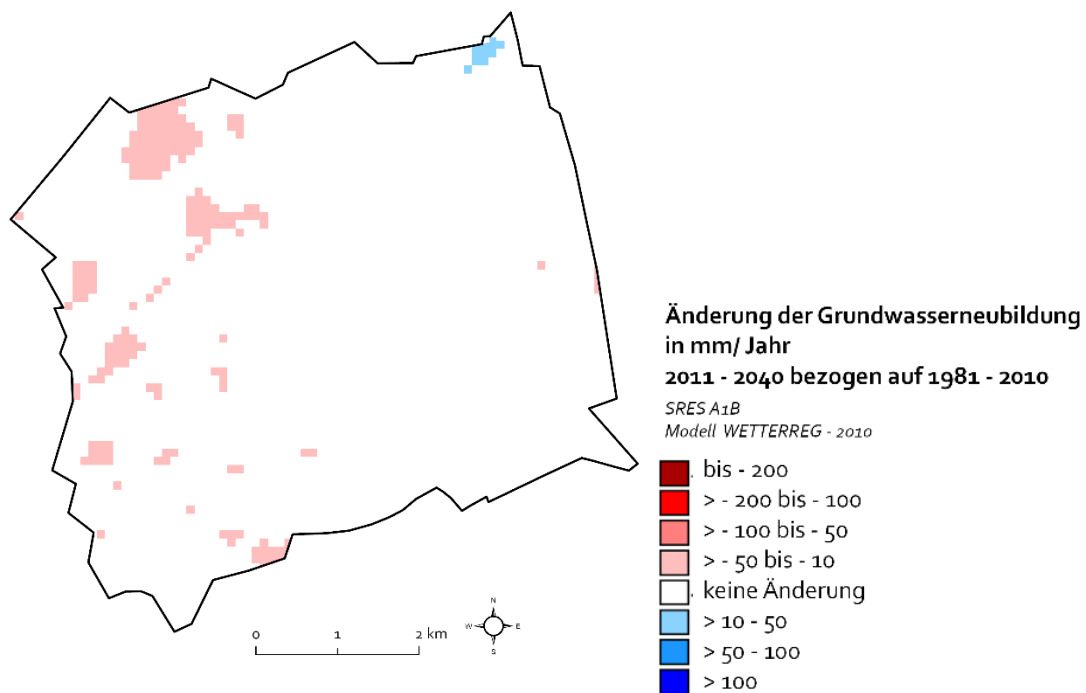 Änderung der Grundwasserneubildung
in mm/ Jahr
2011 - 2040 bezogen auf 1981 - 2010
SRES A1B
Modell WETTERREG - 2010
bis - 200
> - 200 bis - 100
> - 100 bis - 50
> - 50 bis - 10
keine Änderung
> 10 - 50
> 50 - 100
> 100
N
W E
S
0 1 2 km